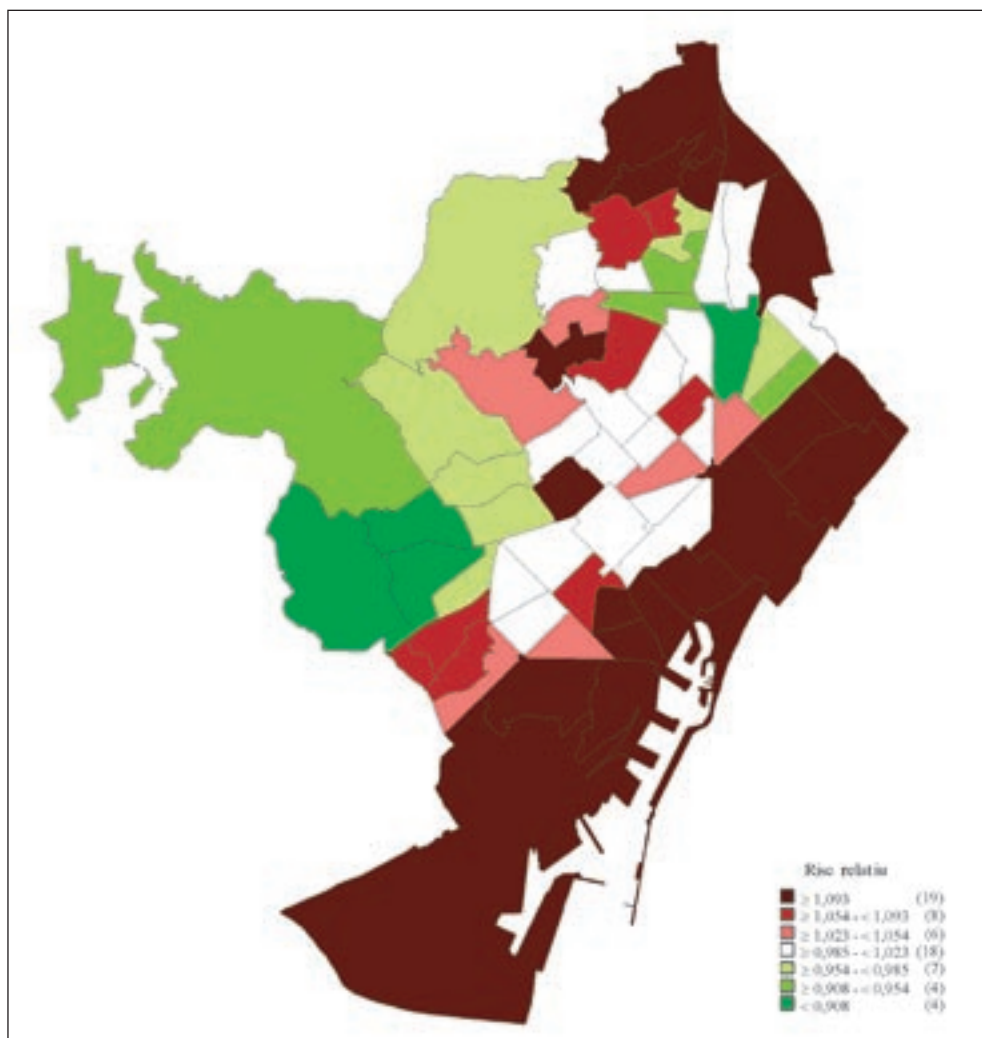 Risc relatiu
≥ 1,093 (19)
≥ 1,054 - < 1,093 (8)
≥ 1,023 - < 1,054 (6)
≥ 0,985 - < 1,023 (18)
≥ 0,954 - < 0,985 (7)
≥ 0,908 - < 0,954 (4)
< 0,908 (4)